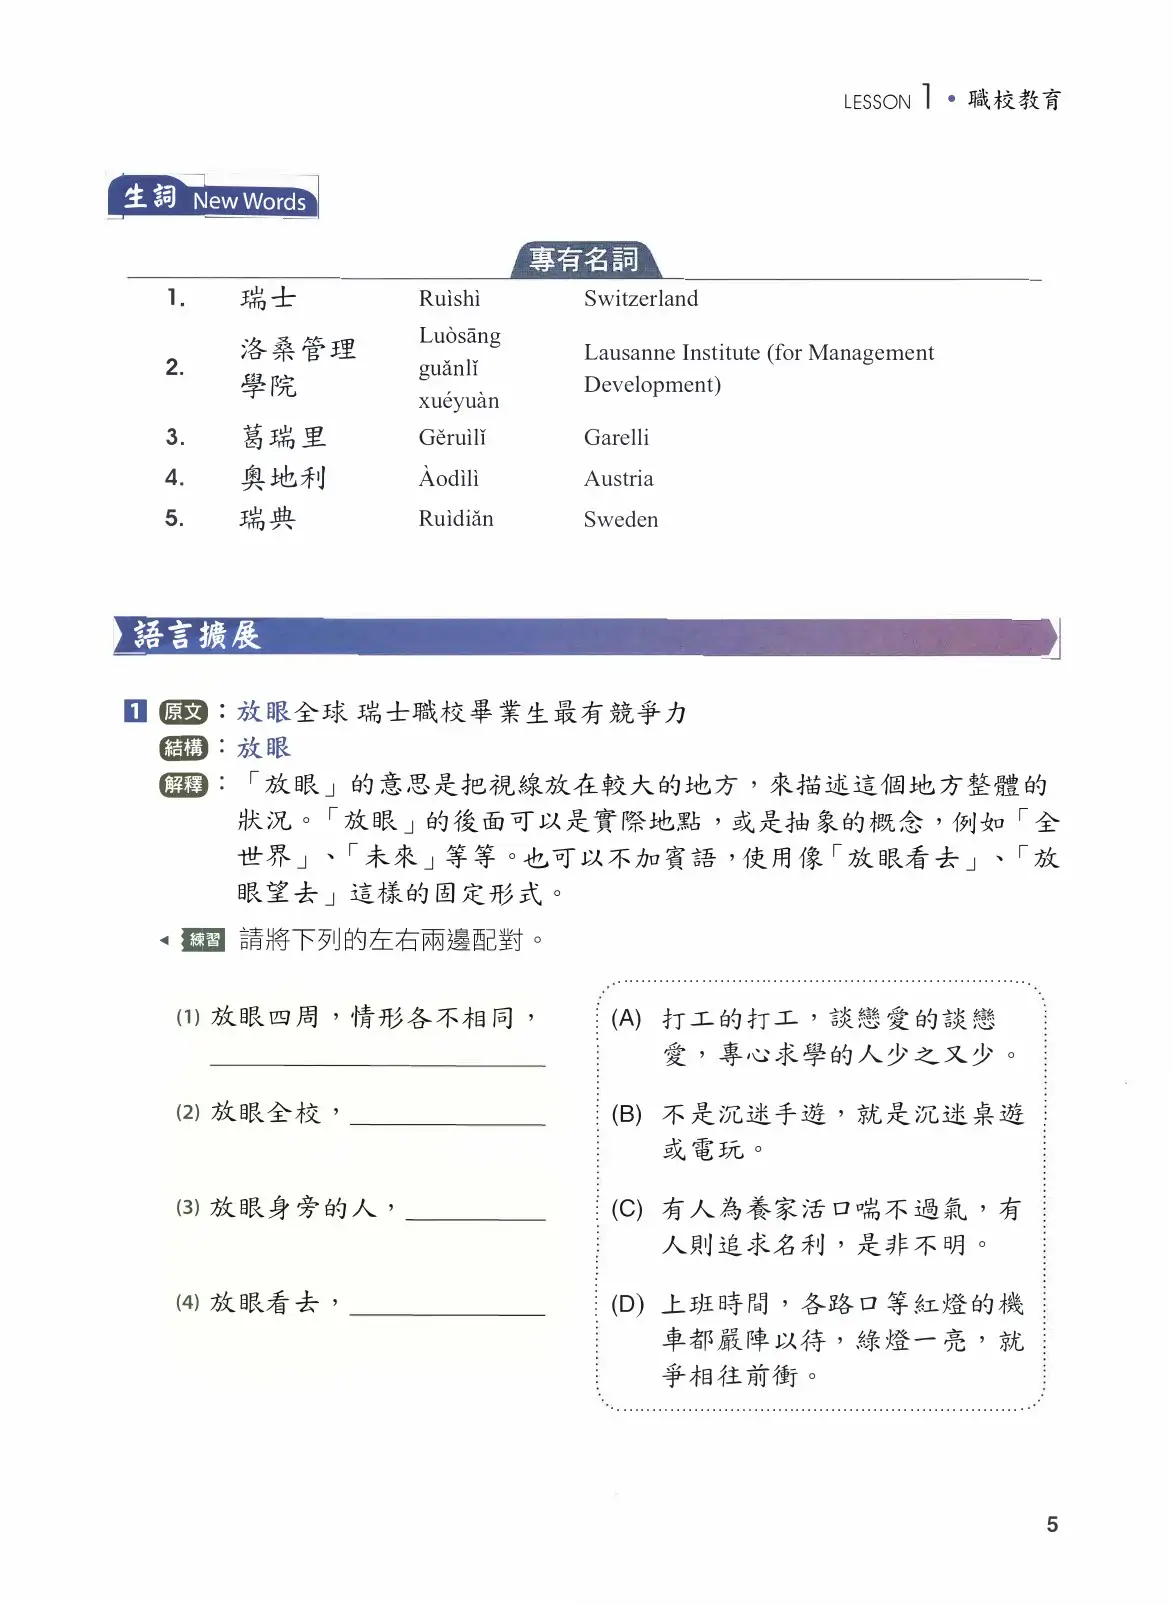 LESSON 1 • 職校教育
生詞 New Words
專有名詞
1. 瑞士 Ruìshì Switzerland
2. 洛桑管理學院 Luòsāng guǎnlǐ xuéyuàn Lausanne Institute (for Management Development)
3. 葛瑞里 Gěruìlǐ Garelli
4. 奧地利 Àodìlì Austria
5. 瑞典 Ruìdiǎn Sweden
語言擴展
1 原文：放眼全球 瑞士職校畢業生最有競爭力
結構：放眼
解釋：「放眼」的意思是把視線放在較大的地方，來描述這個地方整體的
狀況。「放眼」的後面可以是實際地點，或是抽象的概念，例如「全
世界」、「未來」等等。也可以不加賓語，使用像「放眼看去」、「放
眼望去」這樣的固定形式。
練習 請將下列的左右兩邊配對。
(1) 放眼四周，情形各不相同，
(2) 放眼全校，
(3) 放眼身旁的人，
(4) 放眼看去，
(A) 打工的打工，談戀愛的談戀
愛，專心求學的人少之又少。
(B) 不是沉迷手遊，就是沉迷桌遊
或電玩。
(C) 有人為養家活口喘不過氣，有
人則追求名利，是非不明。
(D) 上班時間，各路口等紅燈的機
車都嚴陣以待，綠燈一亮，就
爭相往前衝。
5